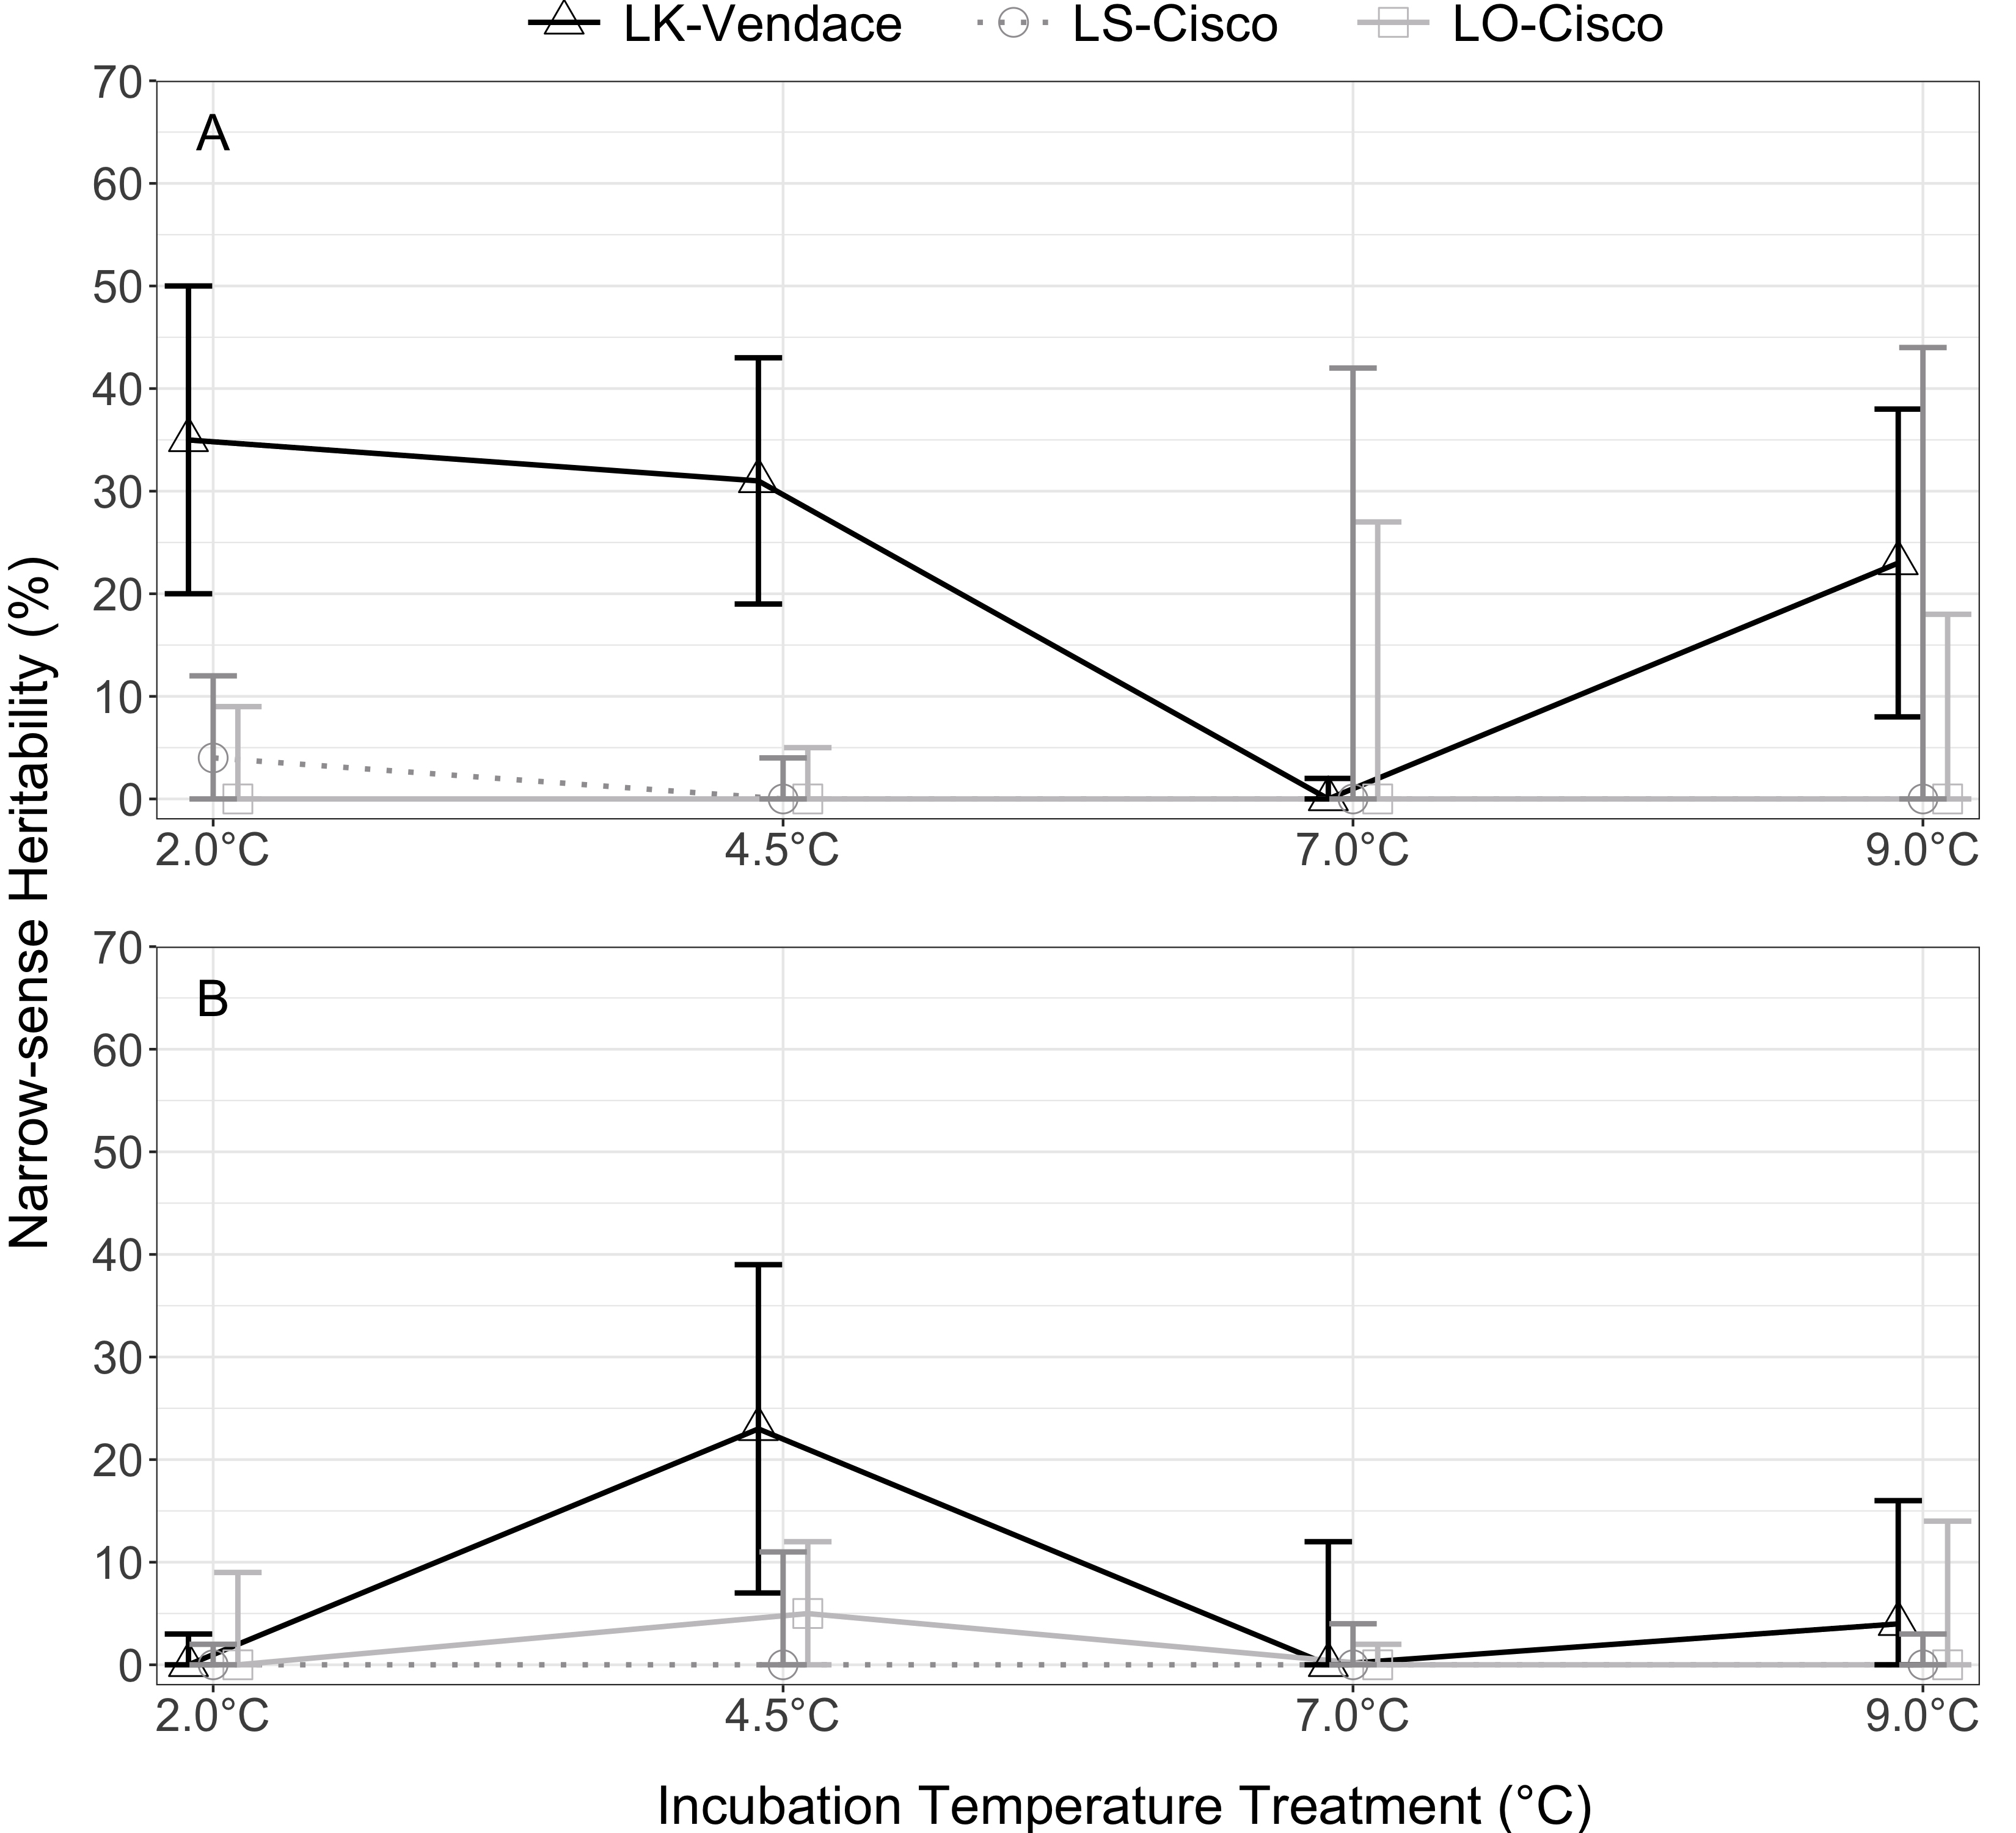 LK-Vendace LS-Cisco LO-Cisco
Narrow-sense Heritability (%)
A
70
60
50
40
30
20
10
0
2.0°C 4.5°C 7.0°C 9.0°C
B
70
60
50
40
30
20
10
0
2.0°C 4.5°C 7.0°C 9.0°C
Incubation Temperature Treatment (°C)